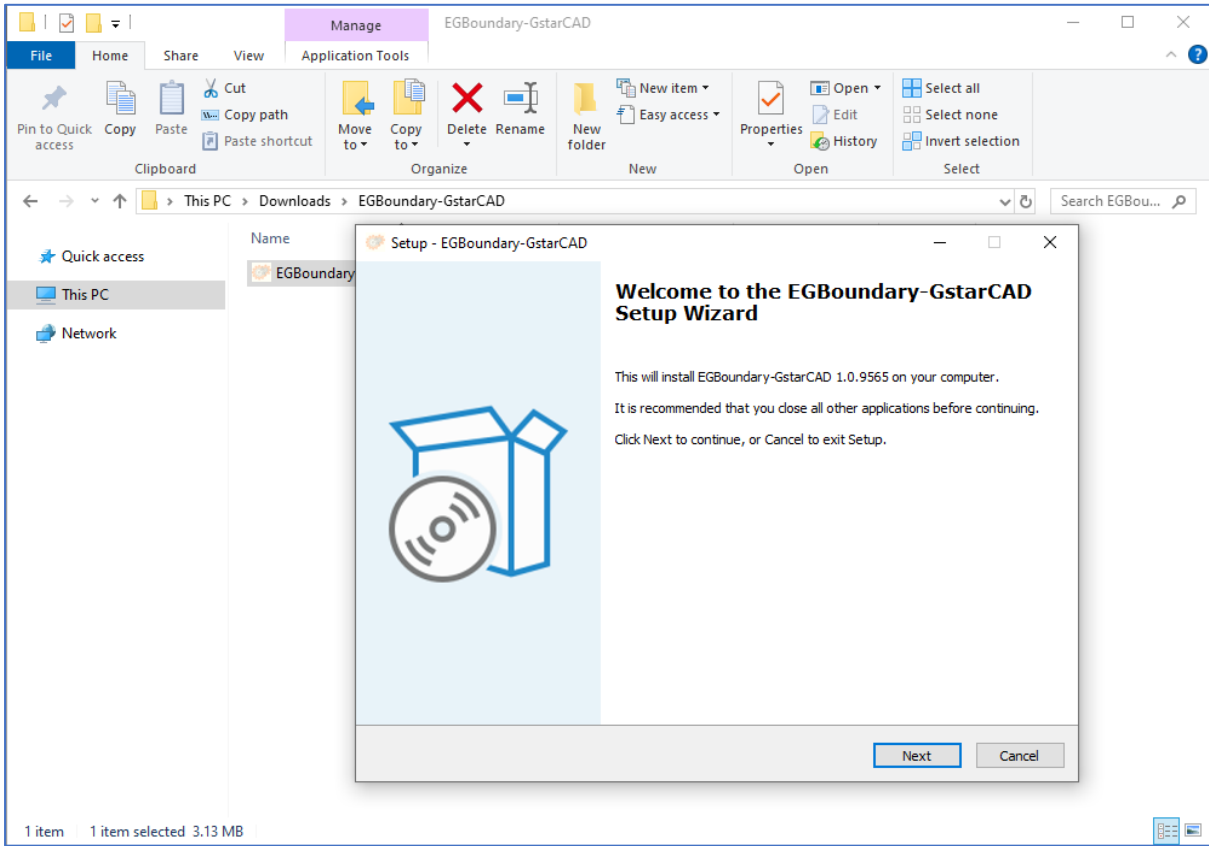 Manage
EGBoundary-GstarCAD
File
Home
Share
View
Application Tools
Pin to Quick access
Copy
Paste
Cut
Copy path
Paste shortcut
Clipboard
Move to
Copy to
Delete
Rename
Organize
New folder
New item
Easy access
New
Properties
Open
Edit
History
Open
Select all
Select none
Invert selection
Select
This PC > Downloads > EGBoundary-GstarCAD
Search EGBou...
Quick access
This PC
Network
Name
EGBoundary
Setup - EGBoundary-GstarCAD
Welcome to the EGBoundary-GstarCAD
Setup Wizard
This will install EGBoundary-GstarCAD 1.0.9565 on your computer.
It is recommended that you close all other applications before continuing.
Click Next to continue, or Cancel to exit Setup.
Next
Cancel
1 item
1 item selected 3.13 MB